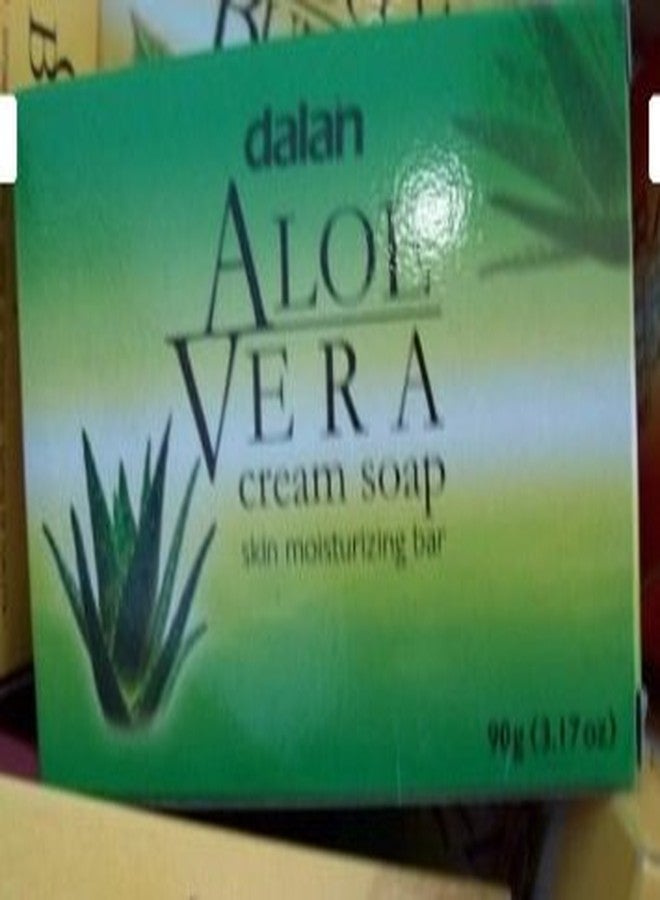 dalan
ALOE
VERA
cream soap
skin moisturizing bar
90g (3.17 oz)